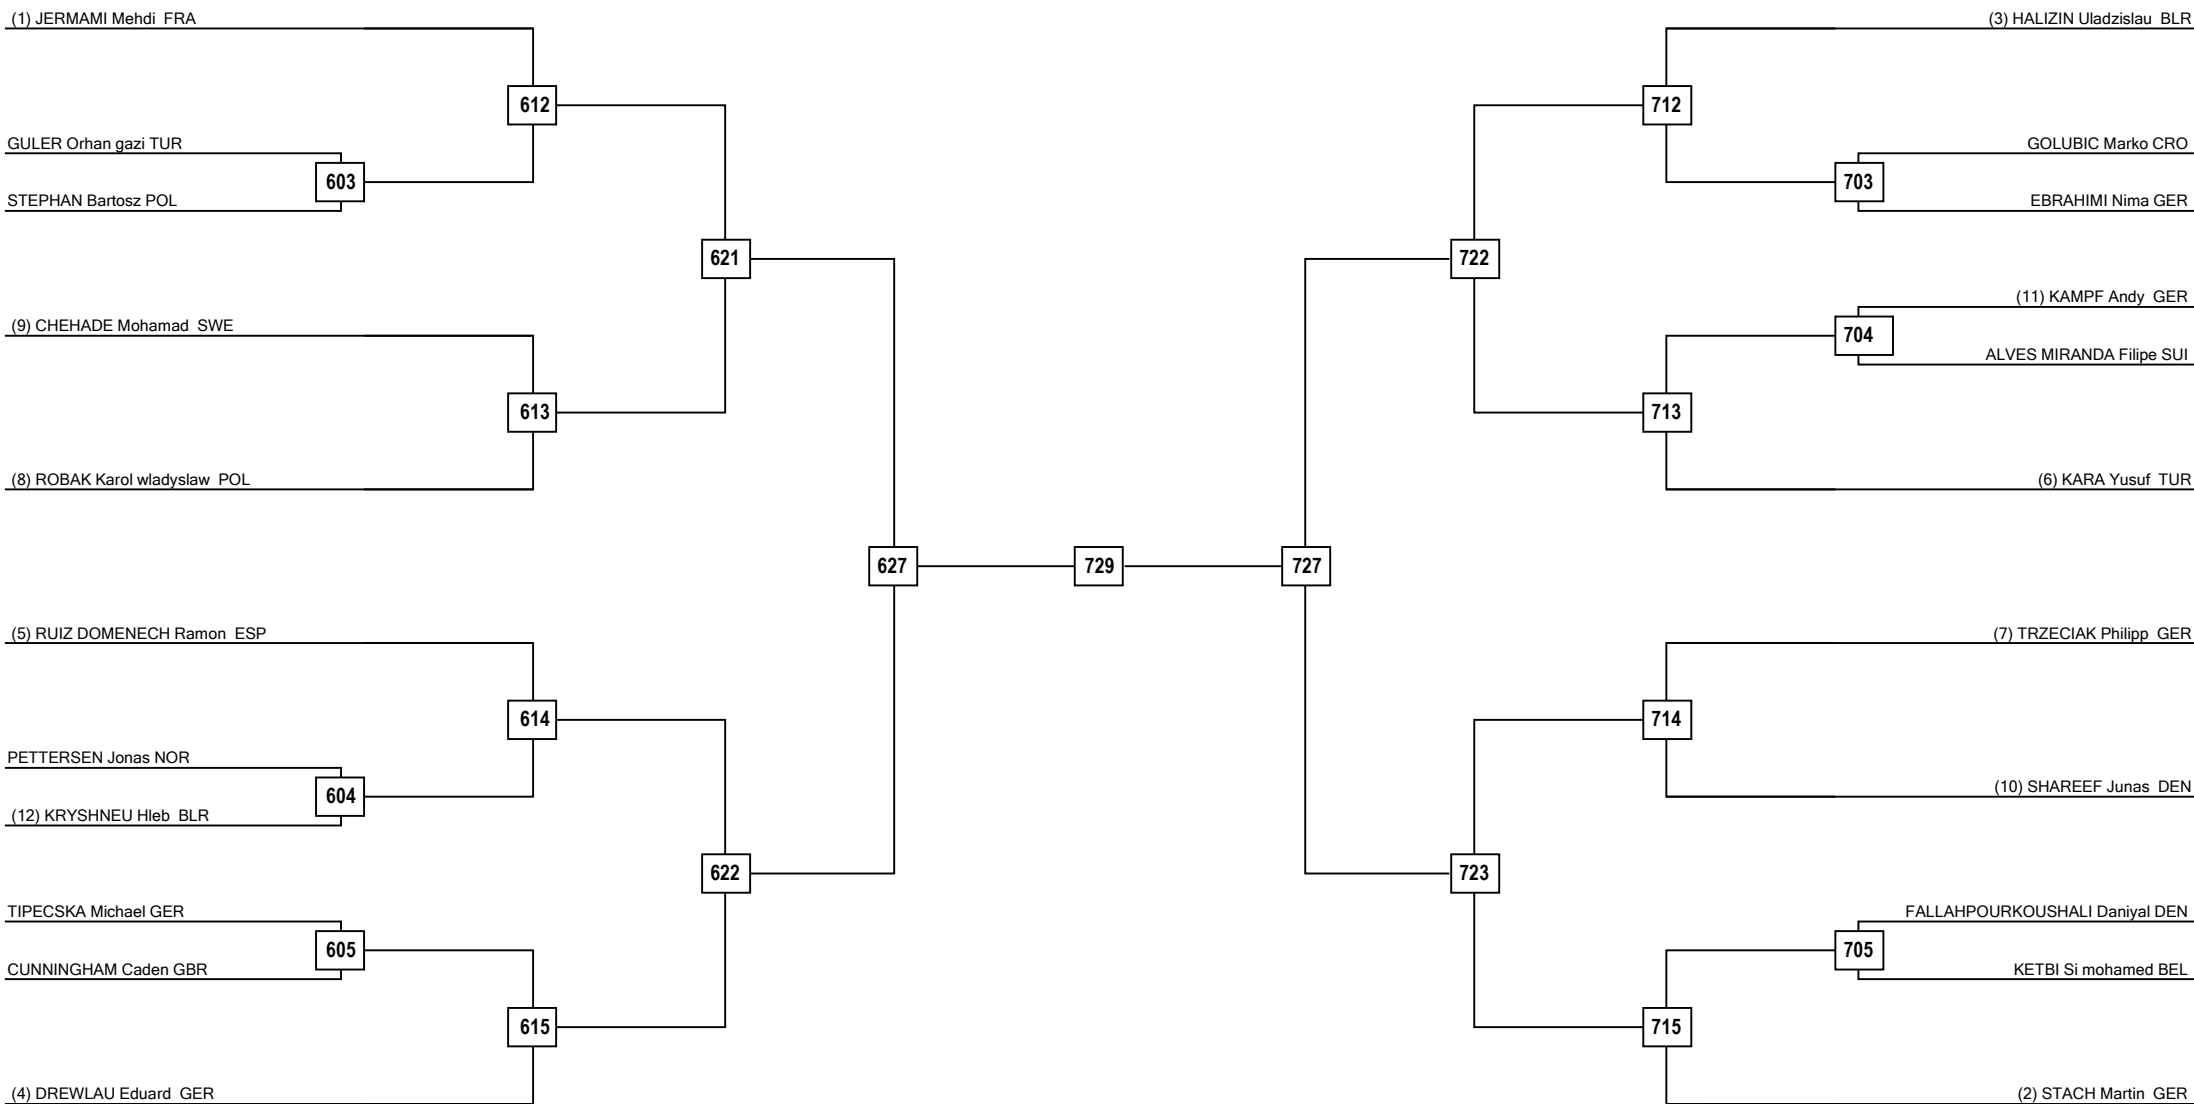 (1) JERMAMI Mehdi  FRA
612
GULER Orhan gazi TUR
603
STEPHAN Bartosz POL
621
(9) CHEHADE Mohamad  SWE
613
(8) ROBAK Karol wladyslaw  POL
627
(5) RUIZ DOMENECH Ramon  ESP
614
PETTERSEN Jonas NOR
604
(12) KRYSHNEU Hleb  BLR
622
TIPECSKA Michael GER
605
CUNNINGHAM Caden GBR
615
(4) DREWLAU Eduard  GER
729
(3) HALIZIN Uladzislau  BLR
712
GOLUBIC Marko CRO
703
EBRAHIMI Nima GER
722
(11) KAMPF Andy  GER
704
ALVES MIRANDA Filipe SUI
713
(6) KARA Yusuf  TUR
727
(7) TRZECIAK Philipp  GER
714
(10) SHAREEF Junas  DEN
723
FALLAHPOURKOUSHALI Daniyal DEN
705
KETBI Si mohamed BEL
715
(2) STACH Martin  GER